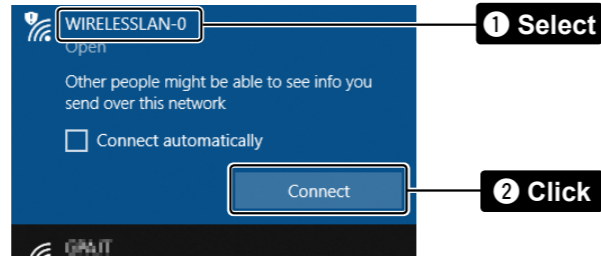 WIRELESSLAN-0
❶ Select
Open
Other people might be able to see info you
send over this network
Connect automatically
Connect
❷ Click